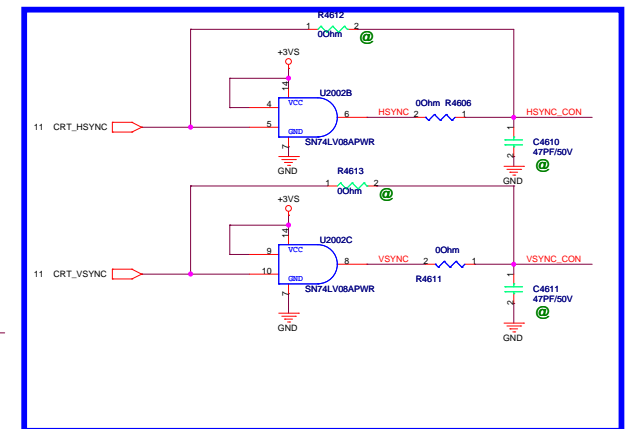 R4612
1 2
0Ohm @
+3VS
14
U2002B
VCC
4
6 HSYNC 2 0Ohm R4606 1 HSYNC_CON
11 CRT_HSYNC 5
GND
SN74LV08APWR
7
GND
1
C4610
47PF/50V
2
@
GND
R4613
1 2
0Ohm @
+3VS
14
U2002C
VCC
9
0Ohm
8 VSYNC 2 1 VSYNC_CON
11 CRT_VSYNC 10
GND
R4611
SN74LV08APWR
7
GND
1
C4611
47PF/50V
2
@
GND